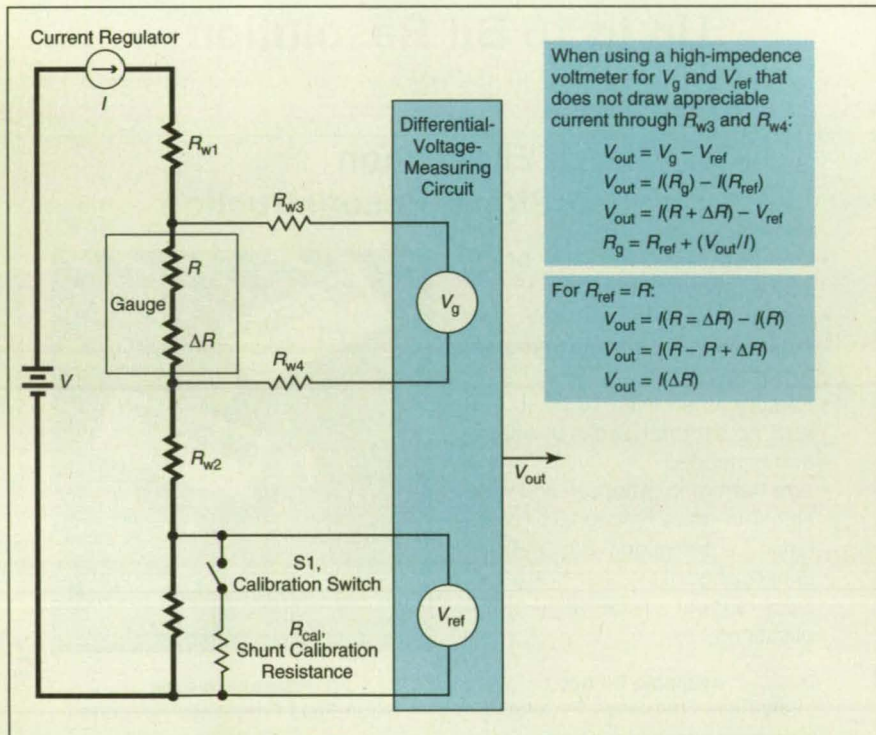 Current Regulator
I
R_w1
Differential-
Voltage-
Measuring
Circuit
R_w3
R
Gauge
V_g
ΔR
R_w4
V
R_w2
V_out
S1,
Calibration Switch
V_ref
R_cal,
Shunt Calibration
Resistance
When using a high-impedence
voltmeter for V_g and V_ref that
does not draw appreciable
current through R_w3 and R_w4:
V_out = V_g − V_ref
V_out = I(R_g) − I(R_ref)
V_out = I(R + ΔR) − V_ref
R_g = R_ref + (V_out/I)
For R_ref = R:
V_out = I(R = ΔR) − I(R)
V_out = I(R − R + ΔR)
V_out = I(ΔR)